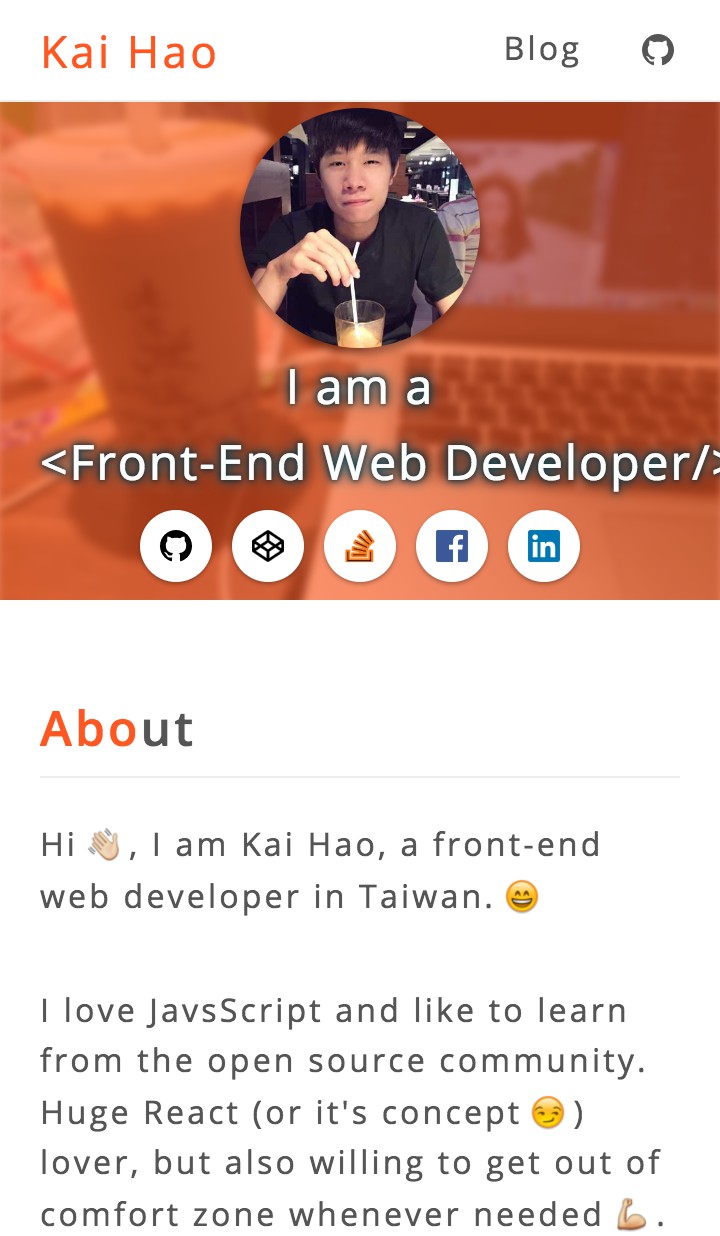 Kai Hao
Blog
I am a
<Front-End Web Developer/>
About
Hi 👋🏼, I am Kai Hao, a front-end
web developer in Taiwan. 😄
I love JavsScript and like to learn
from the open source community.
Huge React (or it's concept 😏)
lover, but also willing to get out of
comfort zone whenever needed 💪🏼.